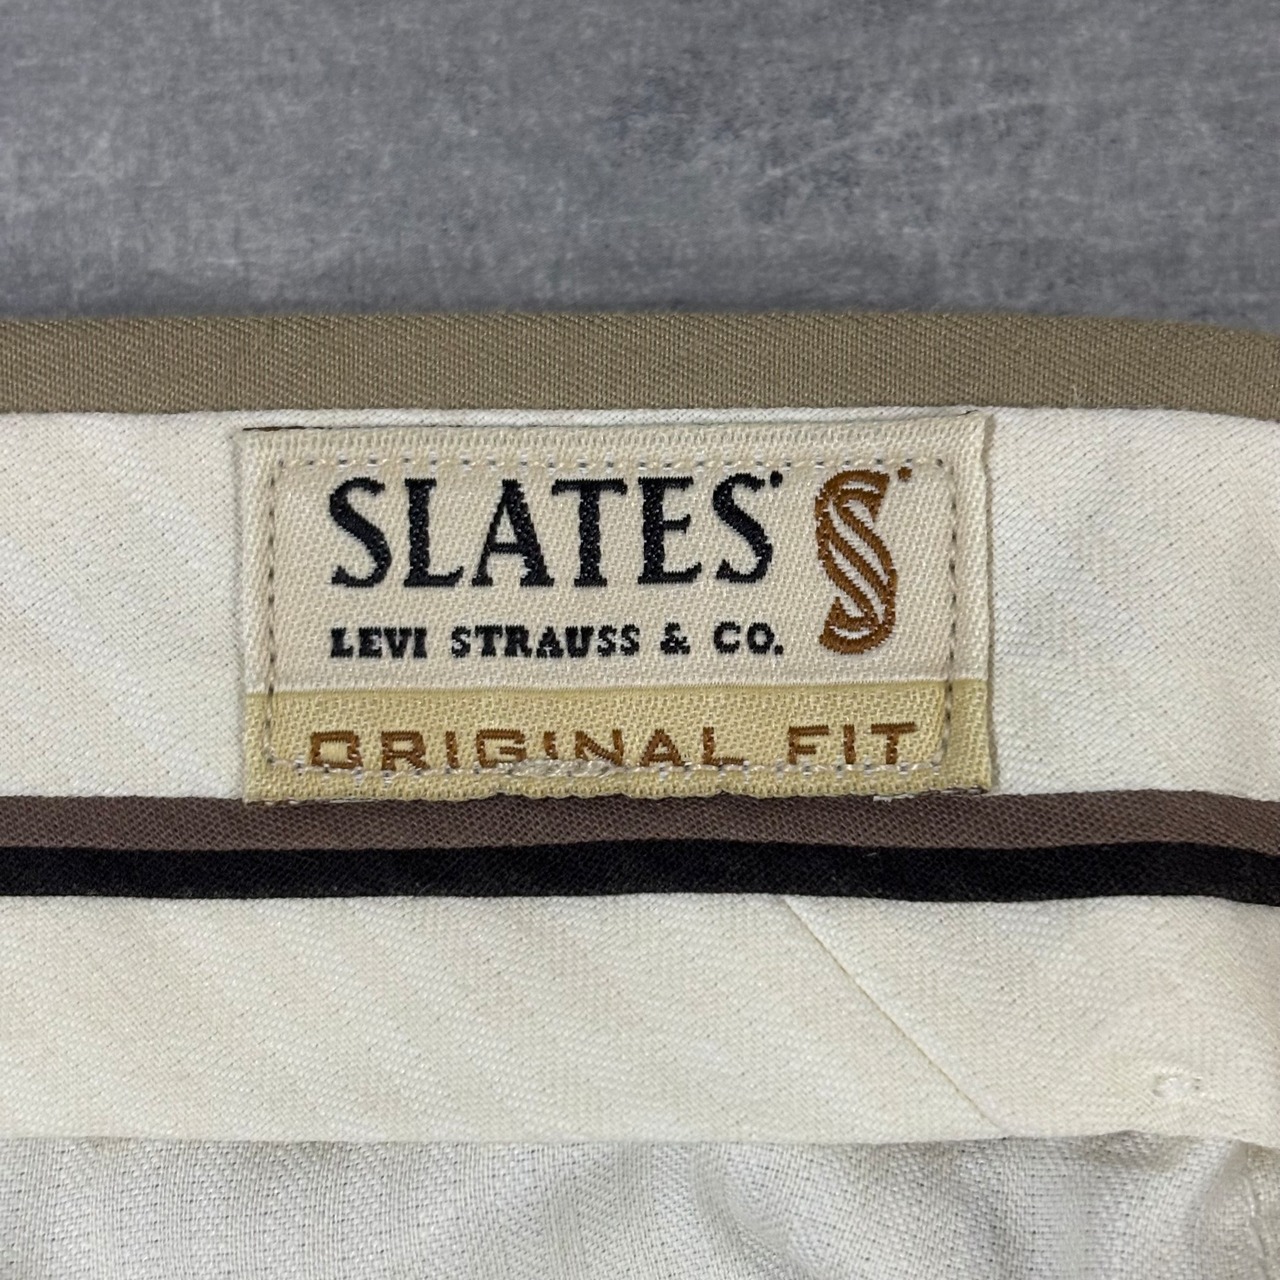 SLATES
LEVI STRAUSS & CO.
ORIGINAL FIT